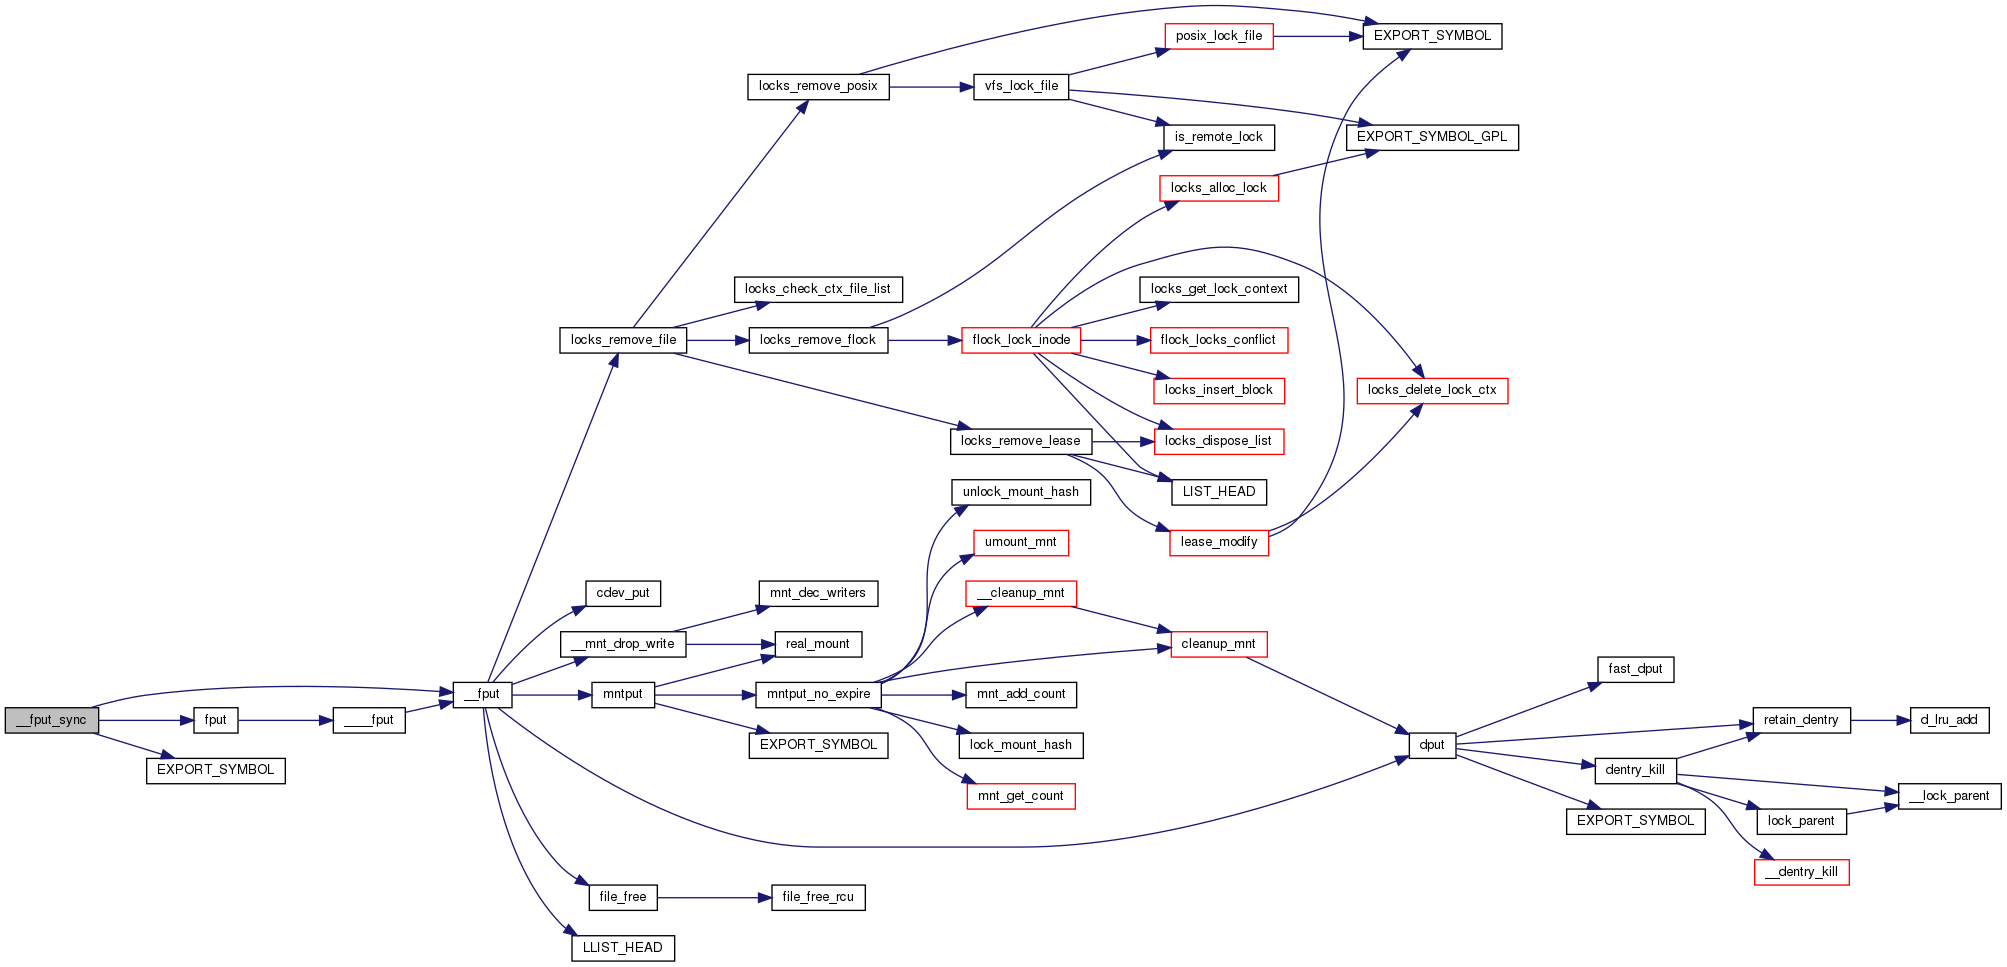 posix_lock_file
EXPORT_SYMBOL
locks_remove_posix
vfs_lock_file
is_remote_lock
EXPORT_SYMBOL_GPL
locks_alloc_lock
locks_check_ctx_file_list
locks_get_lock_context
locks_remove_file
locks_remove_flock
flock_lock_inode
flock_locks_conflict
locks_insert_block
locks_delete_lock_ctx
locks_remove_lease
locks_dispose_list
unlock_mount_hash
LIST_HEAD
umount_mnt
lease_modify
cdev_put
mnt_dec_writers
__cleanup_mnt
__mnt_drop_write
real_mount
cleanup_mnt
fast_dput
__fput
mntput
mntput_no_expire
mnt_add_count
__fput_sync
fput
____fput
retain_dentry
d_lru_add
EXPORT_SYMBOL
lock_mount_hash
dput
EXPORT_SYMBOL
dentry_kill
mnt_get_count
__lock_parent
EXPORT_SYMBOL
lock_parent
__dentry_kill
file_free
file_free_rcu
LLIST_HEAD